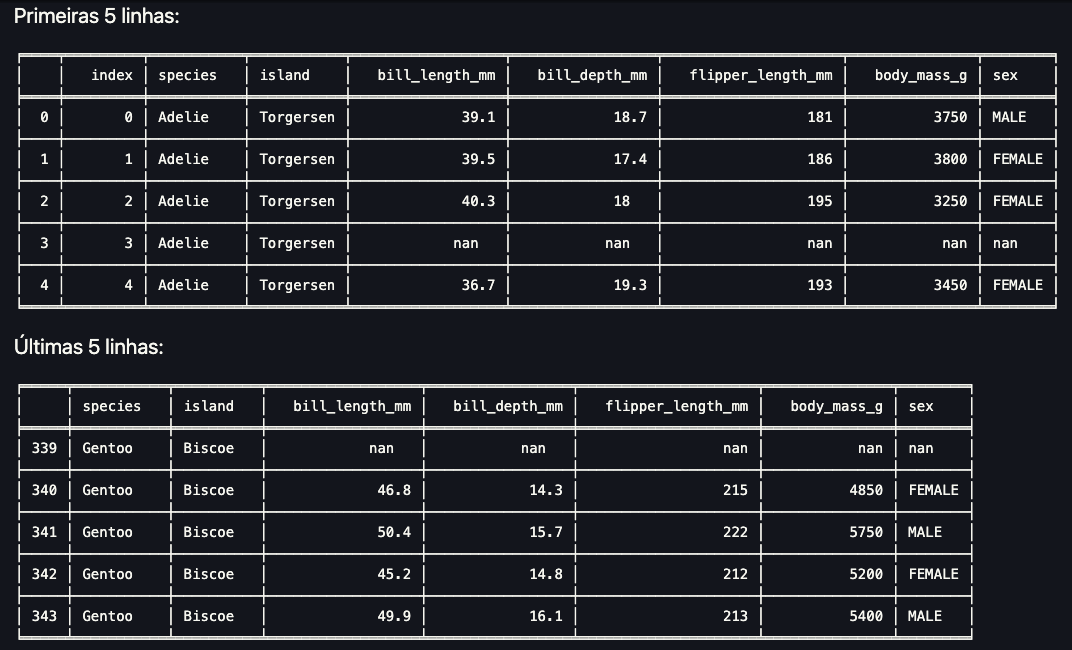 Primeiras 5 linhas:
index species island bill_length_mm bill_depth_mm flipper_length_mm body_mass_g sex
0 0 Adelie Torgersen 39.1 18.7 181 3750 MALE
1 1 Adelie Torgersen 39.5 17.4 186 3800 FEMALE
2 2 Adelie Torgersen 40.3 18 195 3250 FEMALE
3 3 Adelie Torgersen nan nan nan nan nan
4 4 Adelie Torgersen 36.7 19.3 193 3450 FEMALE
Últimas 5 linhas:
species island bill_length_mm bill_depth_mm flipper_length_mm body_mass_g sex
339 Gentoo Biscoe nan nan nan nan nan
340 Gentoo Biscoe 46.8 14.3 215 4850 FEMALE
341 Gentoo Biscoe 50.4 15.7 222 5750 MALE
342 Gentoo Biscoe 45.2 14.8 212 5200 FEMALE
343 Gentoo Biscoe 49.9 16.1 213 5400 MALE